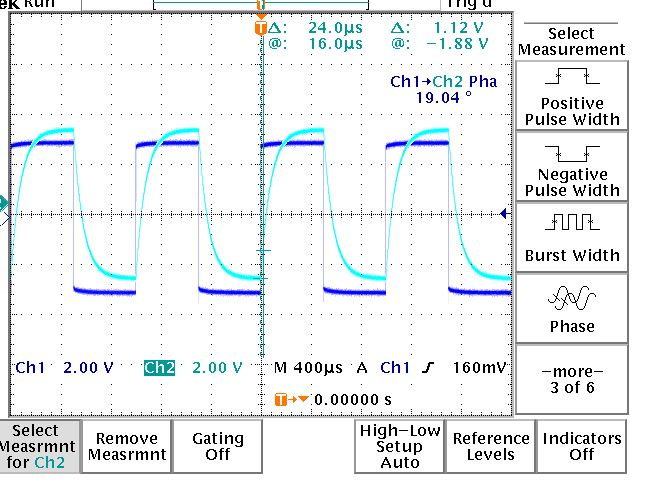 ek Run
Trig'd
Δ: 24.0µs Δ: 1.12 V
@: 16.0µs @: −1.88 V
Ch1→Ch2 Pha
19.04 °
Select
Measurement
Positive
Pulse Width
Negative
Pulse Width
Burst Width
Phase
−more−
3 of 6
Ch1 2.00 V Ch2 2.00 V M 400µs A Ch1 160mV
T→▼0.00000 s
Select
Measrmnt
for Ch2
Remove
Measrmnt
Gating
Off
High−Low
Setup
Auto
Reference
Levels
Indicators
Off